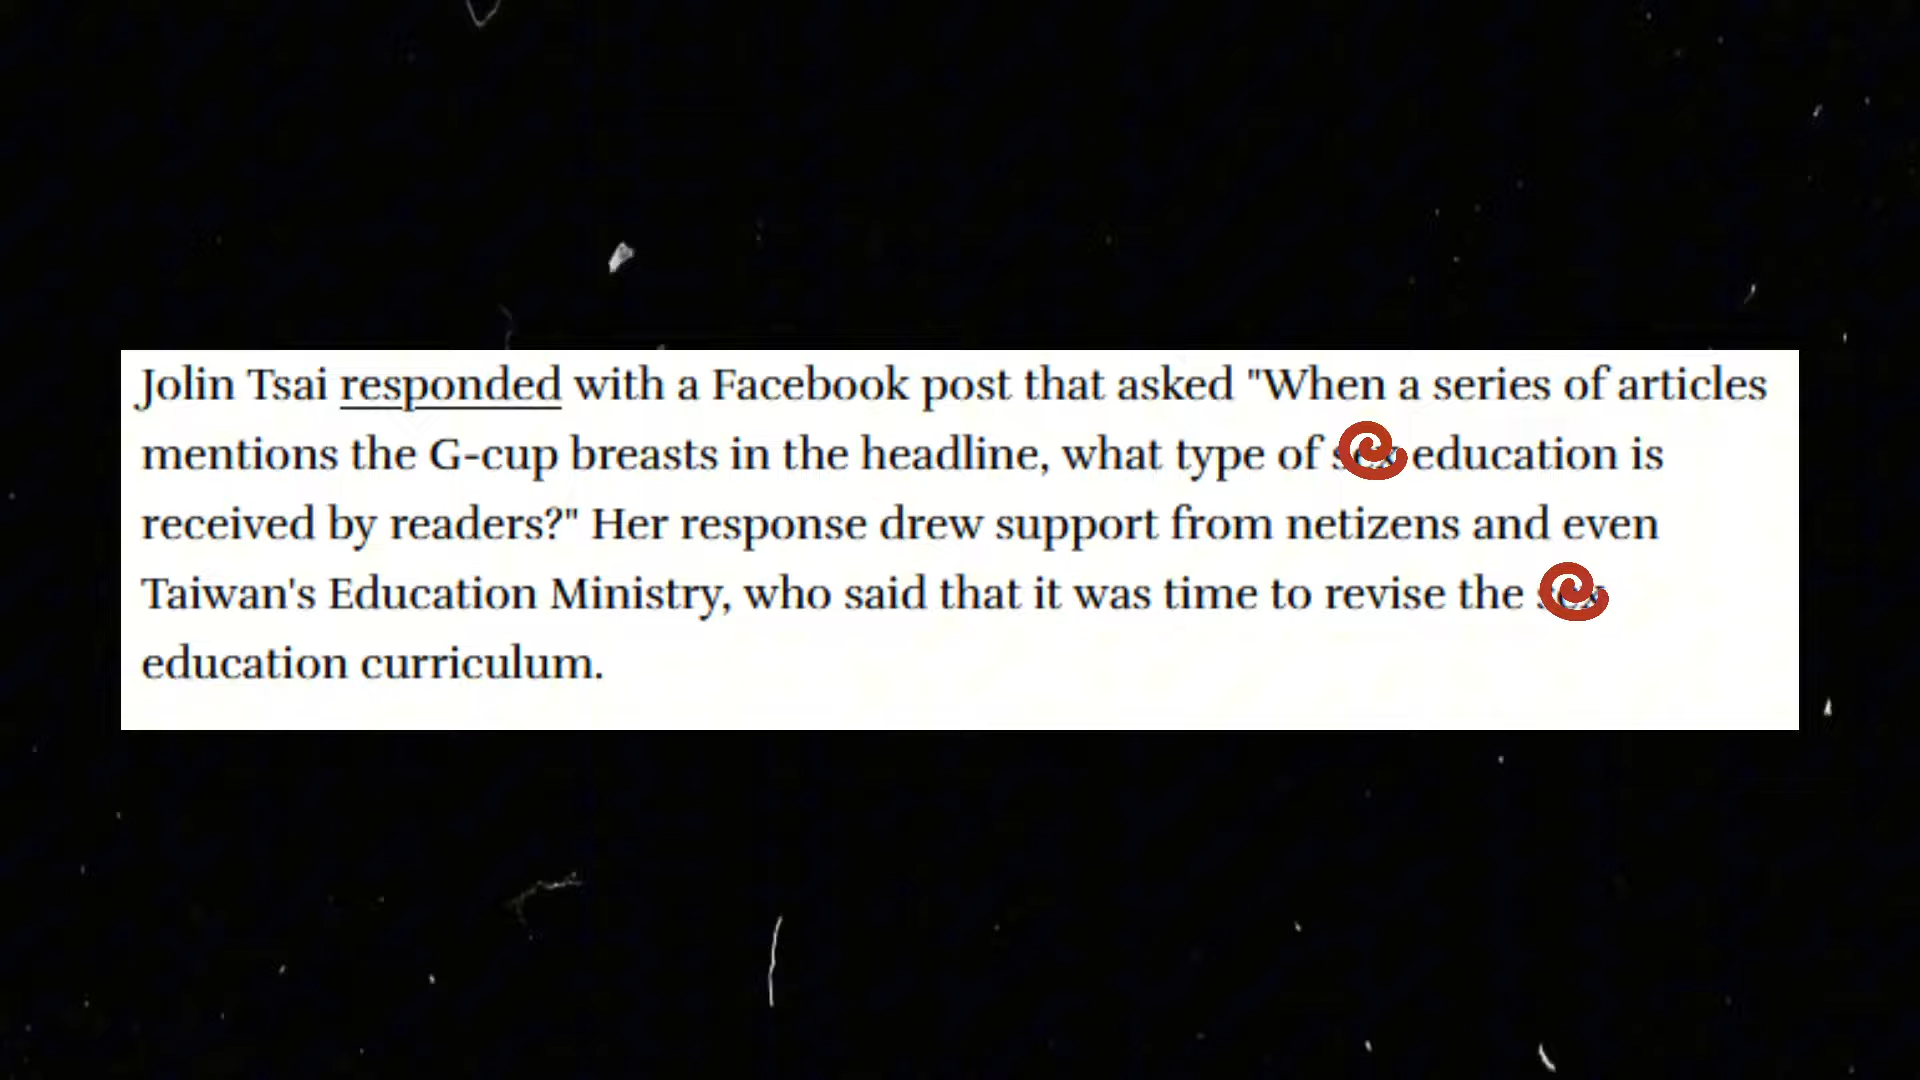 Jolin Tsai responded with a Facebook post that asked "When a series of articles
mentions the G-cup breasts in the headline, what type of sex education is
received by readers?" Her response drew support from netizens and even
Taiwan's Education Ministry, who said that it was time to revise the sex
education curriculum.